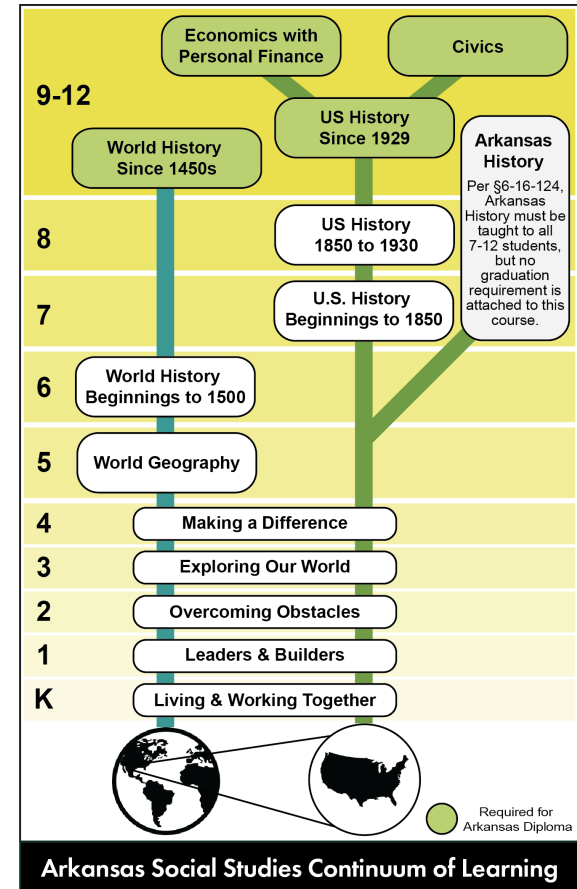 Economics with
Personal Finance
Civics
9-12
US History
Since 1929
World History
Since 1450s
Arkansas
History
Per §6-16-124,
Arkansas
History must be
taught to all
7-12 students,
but no
graduation
requirement is
attached to this
course.
8
US History
1850 to 1930
7
U.S. History
Beginnings to 1850
6
World History
Beginnings to 1500
5
World Geography
4
Making a Difference
3
Exploring Our World
2
Overcoming Obstacles
1
Leaders & Builders
K
Living & Working Together
Required for
Arkansas Diploma
Arkansas Social Studies Continuum of Learning